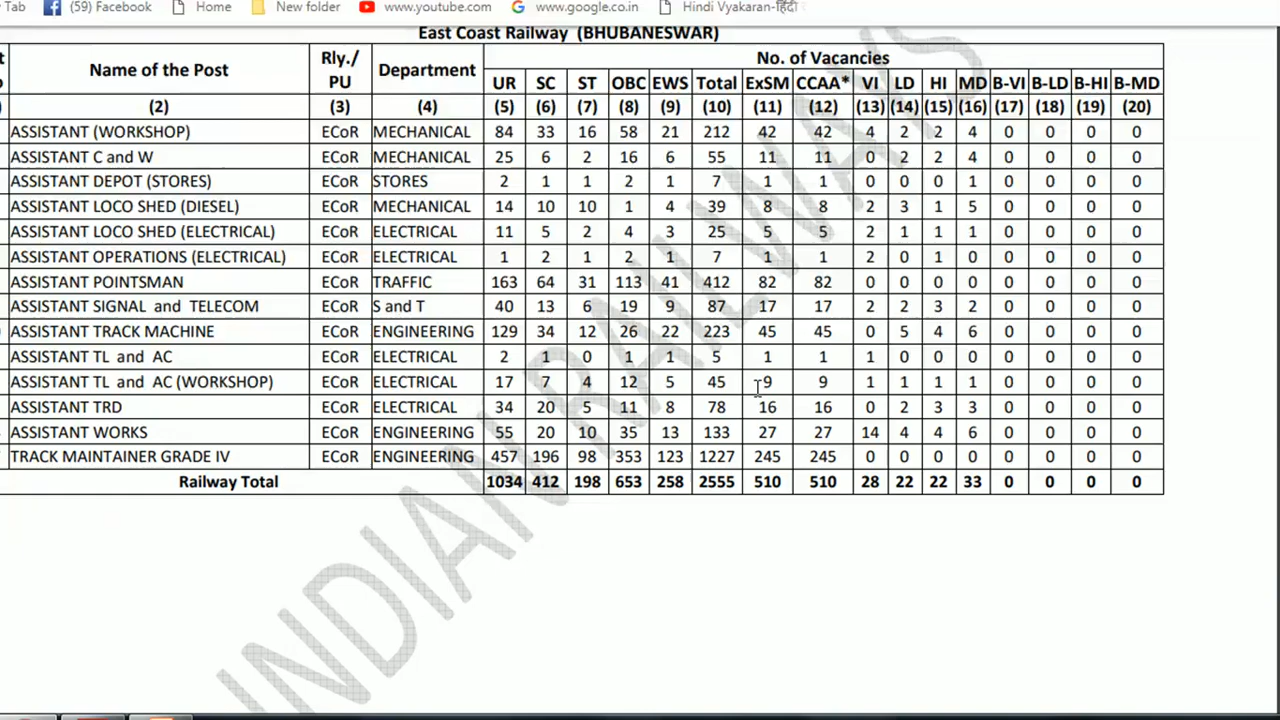 Tab (59) Facebook Home New folder www.youtube.com www.google.co.in Hindi Vyakaran-हिंदी
East Coast Railway (BHUBANESWAR)
Name of the Post Rly./ PU Department No. of Vacancies
UR SC ST OBC EWS Total ExSM CCAA* VI LD HI MD B-VI B-LD B-HI B-MD
(2) (3) (4) (5) (6) (7) (8) (9) (10) (11) (12) (13) (14) (15) (16) (17) (18) (19) (20)
ASSISTANT (WORKSHOP) ECoR MECHANICAL 84 33 16 58 21 212 42 42 4 2 2 4 0 0 0 0
ASSISTANT C and W ECoR MECHANICAL 25 6 2 16 6 55 11 11 0 2 2 4 0 0 0 0
ASSISTANT DEPOT (STORES) ECoR STORES 2 1 1 2 1 7 1 1 0 0 0 1 0 0 0 0
ASSISTANT LOCO SHED (DIESEL) ECoR MECHANICAL 14 10 10 1 4 39 8 8 2 3 1 5 0 0 0 0
ASSISTANT LOCO SHED (ELECTRICAL) ECoR ELECTRICAL 11 5 2 4 3 25 5 5 2 1 1 1 0 0 0 0
ASSISTANT OPERATIONS (ELECTRICAL) ECoR ELECTRICAL 1 2 1 2 1 7 1 1 2 0 1 0 0 0 0 0
ASSISTANT POINTSMAN ECoR TRAFFIC 163 64 31 113 41 412 82 82 0 0 0 0 0 0 0 0
ASSISTANT SIGNAL and TELECOM ECoR S and T 40 13 6 19 9 87 17 17 2 2 3 2 0 0 0 0
ASSISTANT TRACK MACHINE ECoR ENGINEERING 129 34 12 26 22 223 45 45 0 5 4 6 0 0 0 0
ASSISTANT TL and AC ECoR ELECTRICAL 2 1 0 1 1 5 1 1 1 0 0 0 0 0 0 0
ASSISTANT TL and AC (WORKSHOP) ECoR ELECTRICAL 17 7 4 12 5 45 9 9 1 1 1 1 0 0 0 0
ASSISTANT TRD ECoR ELECTRICAL 34 20 5 11 8 78 16 16 0 2 3 3 0 0 0 0
ASSISTANT WORKS ECoR ENGINEERING 55 20 10 35 13 133 27 27 14 4 4 6 0 0 0 0
TRACK MAINTAINER GRADE IV ECoR ENGINEERING 457 196 98 353 123 1227 245 245 0 0 0 0 0 0 0 0
Railway Total 1034 412 198 653 258 2555 510 510 28 22 22 33 0 0 0 0
INDIAN RAILWAYS